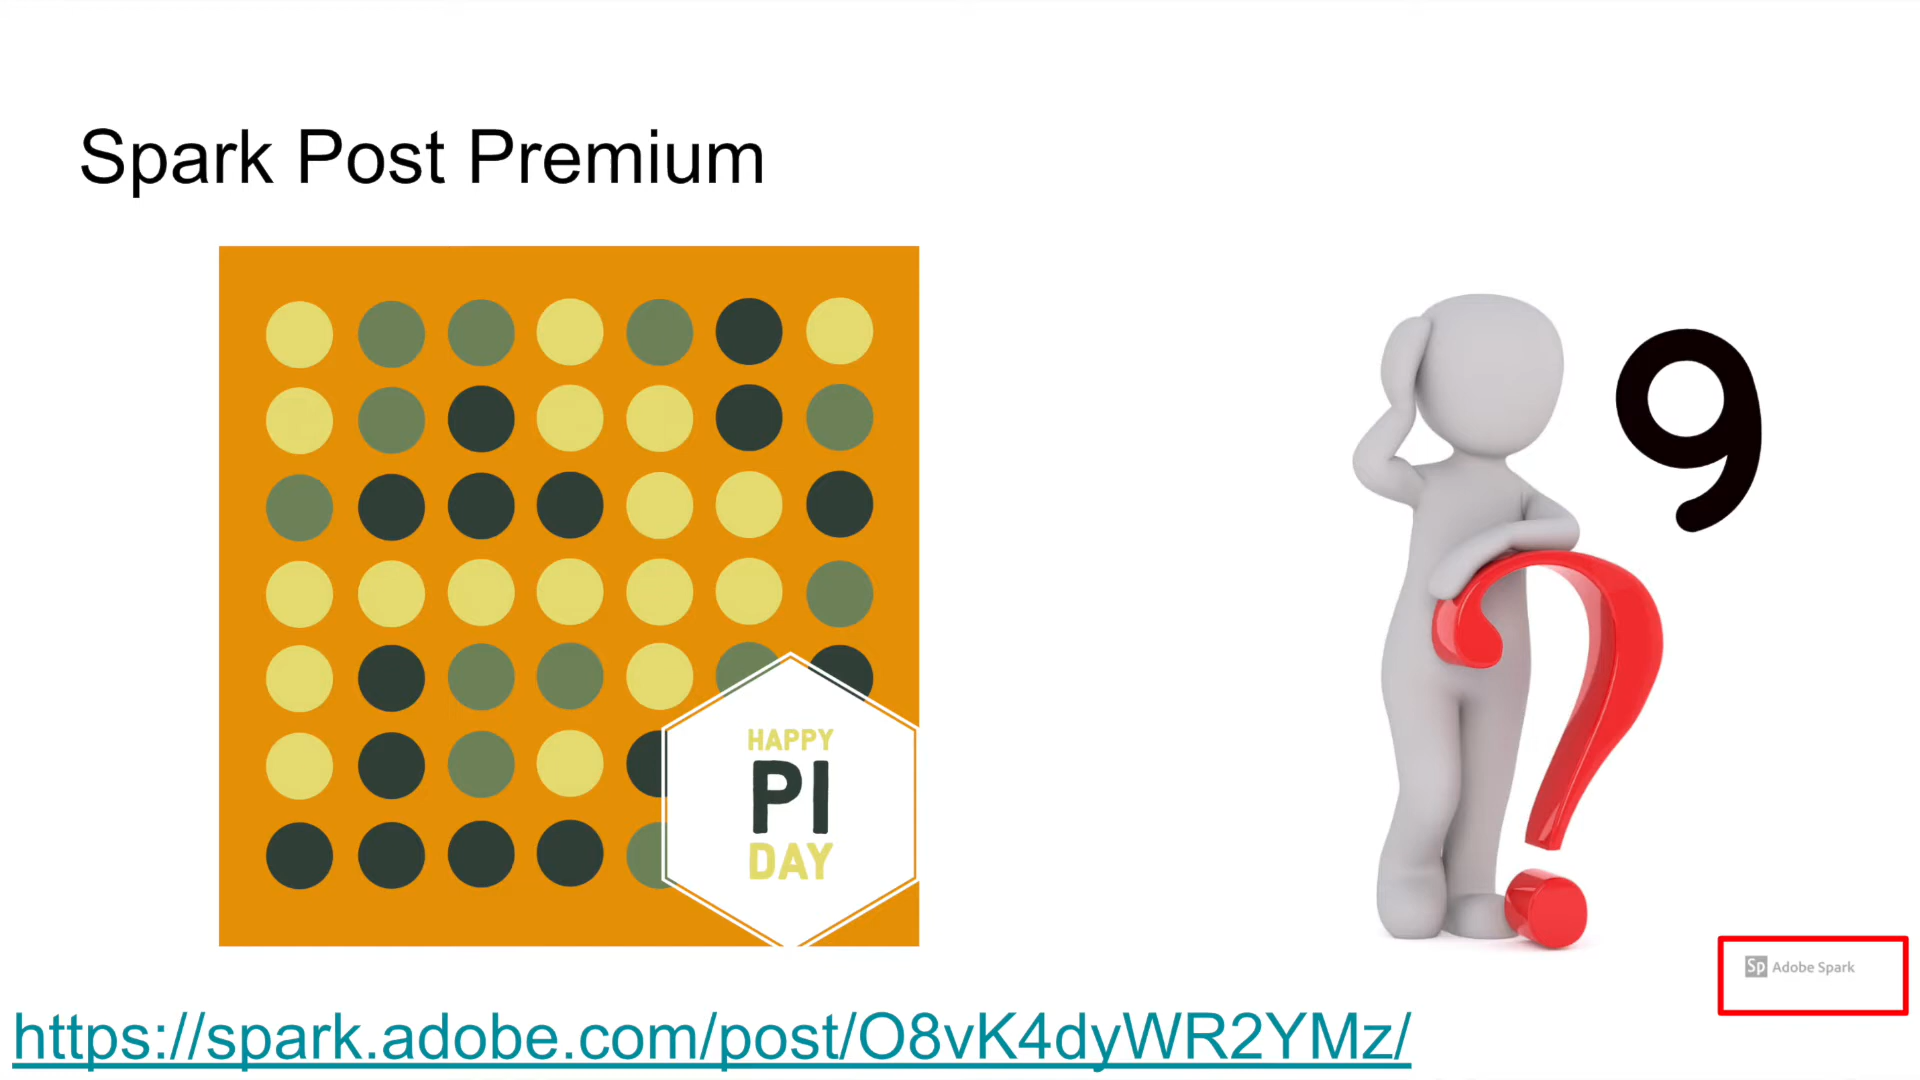 Spark Post Premium
HAPPY
PI
DAY
9
?
Sp Adobe Spark
https://spark.adobe.com/post/O8vK4dyWR2YMz/